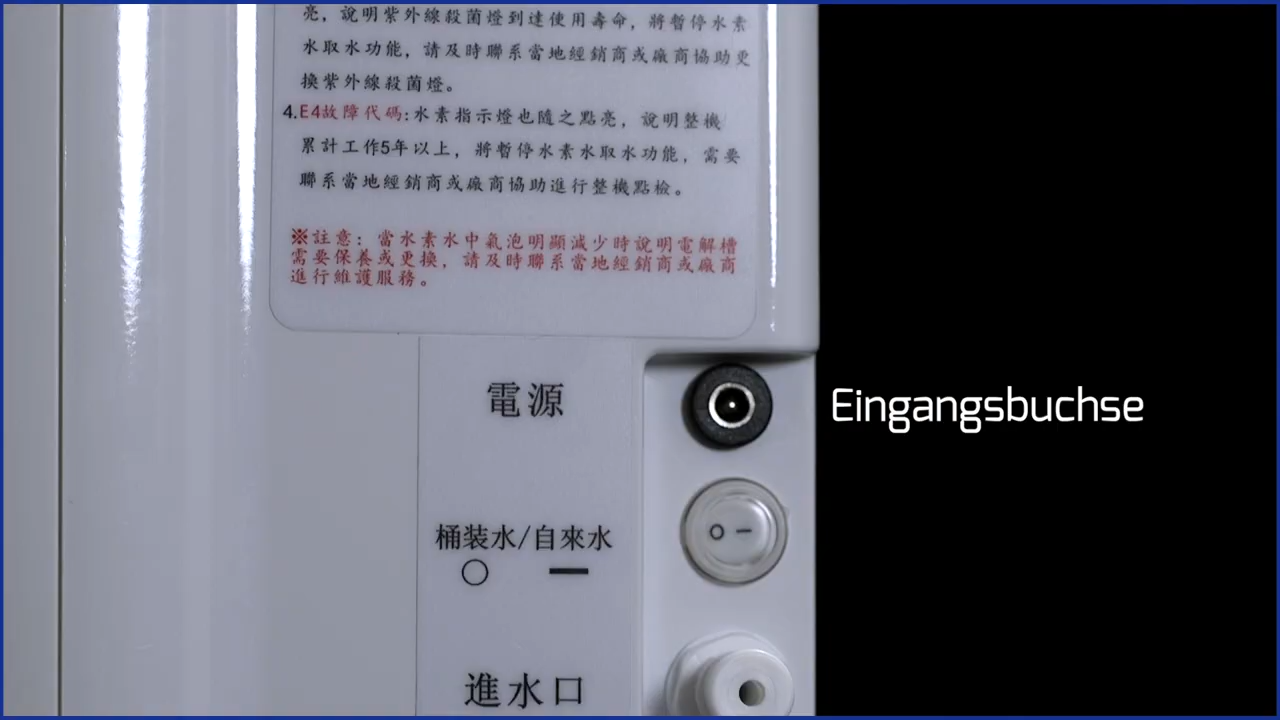 亮，說明紫外線殺菌燈到達使用壽命，將暫停水素
水取水功能，請及時聯系當地經銷商或廠商協助更
換紫外線殺菌燈。
4.E4故障代碼:水素指示燈也隨之點亮，說明整機
累計工作5年以上，將暫停水素水取水功能，需要
聯系當地經銷商或廠商協助進行整機點檢。
※註意：當水素水中氣泡明顯減少時說明電解槽
需要保養或更換，請及時聯系當地經銷商或廠商
進行維護服務。
電源
Eingangsbuchse
桶装水/自來水
○ —
進水口